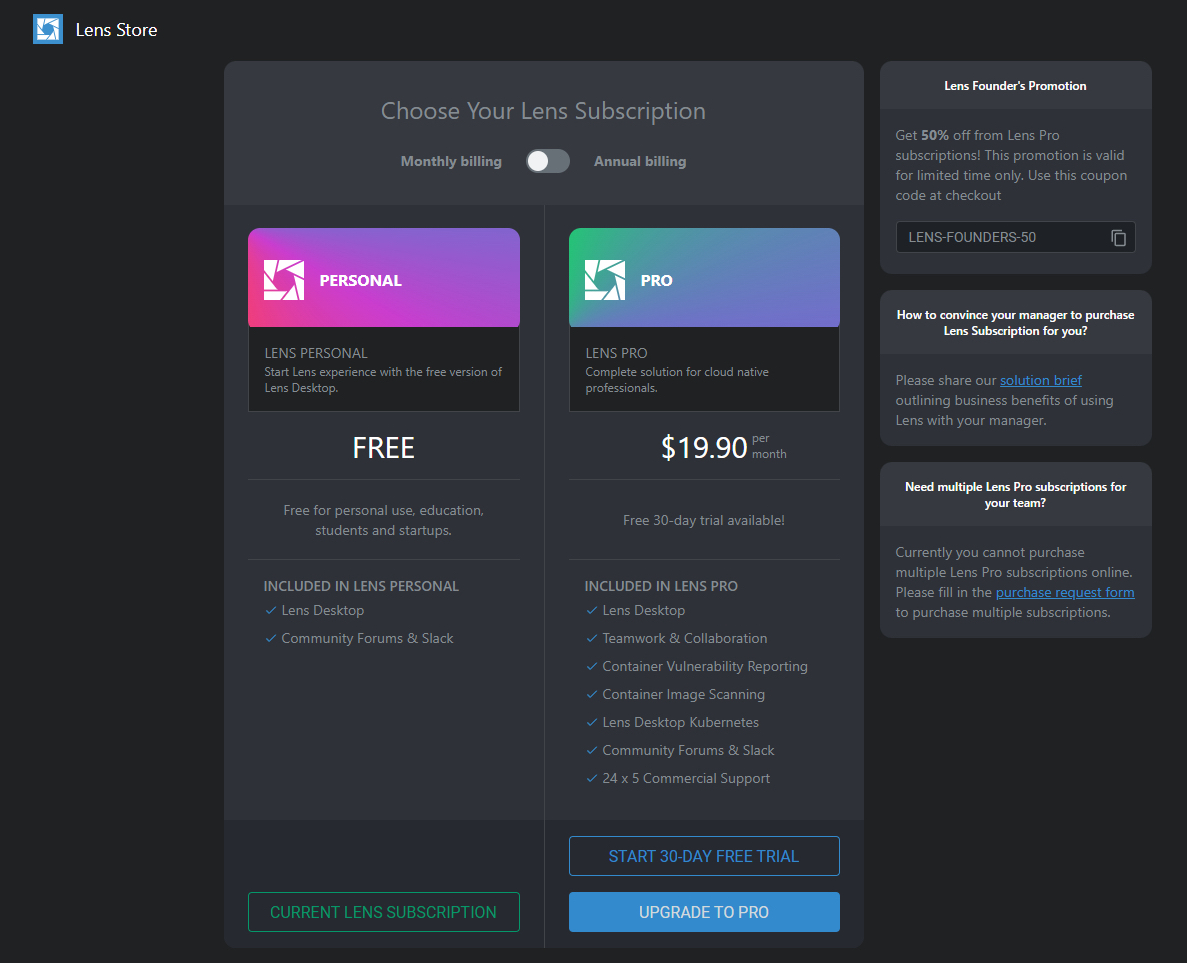 Lens Store
Choose Your Lens Subscription
Monthly billing
Annual billing
PERSONAL
LENS PERSONAL
Start Lens experience with the free version of
Lens Desktop.
FREE
Free for personal use, education,
students and startups.
INCLUDED IN LENS PERSONAL
Lens Desktop
Community Forums & Slack
CURRENT LENS SUBSCRIPTION
PRO
LENS PRO
Complete solution for cloud native
professionals.
$19.90 per
month
Free 30-day trial available!
INCLUDED IN LENS PRO
Lens Desktop
Teamwork & Collaboration
Container Vulnerability Reporting
Container Image Scanning
Lens Desktop Kubernetes
Community Forums & Slack
24 x 5 Commercial Support
START 30-DAY FREE TRIAL
UPGRADE TO PRO
Lens Founder's Promotion
Get 50% off from Lens Pro
subscriptions! This promotion is valid
for limited time only. Use this coupon
code at checkout
LENS-FOUNDERS-50
How to convince your manager to purchase
Lens Subscription for you?
Please share our solution brief
outlining business benefits of using
Lens with your manager.
Need multiple Lens Pro subscriptions for
your team?
Currently you cannot purchase
multiple Lens Pro subscriptions online.
Please fill in the purchase request form
to purchase multiple subscriptions.